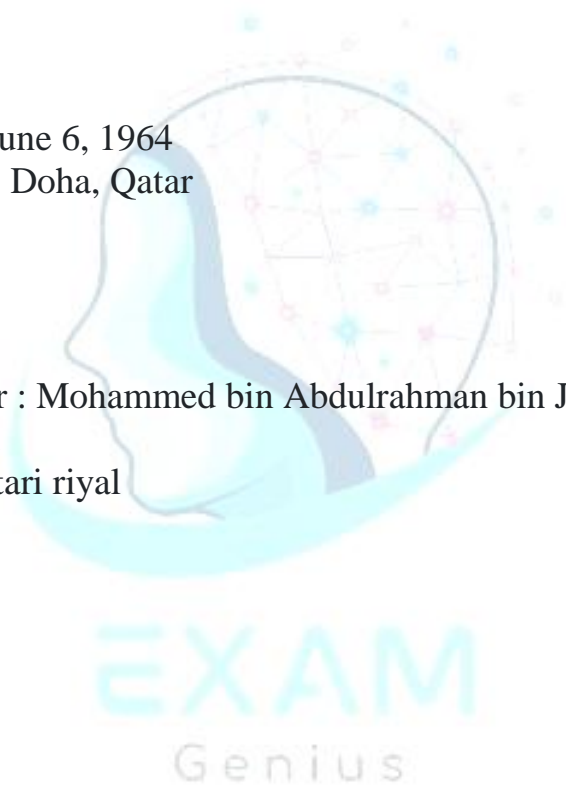 une 6, 1964
Doha, Qatar
r : Mohammed bin Abdulrahman bin J
tari riyal
EXAM
Genius